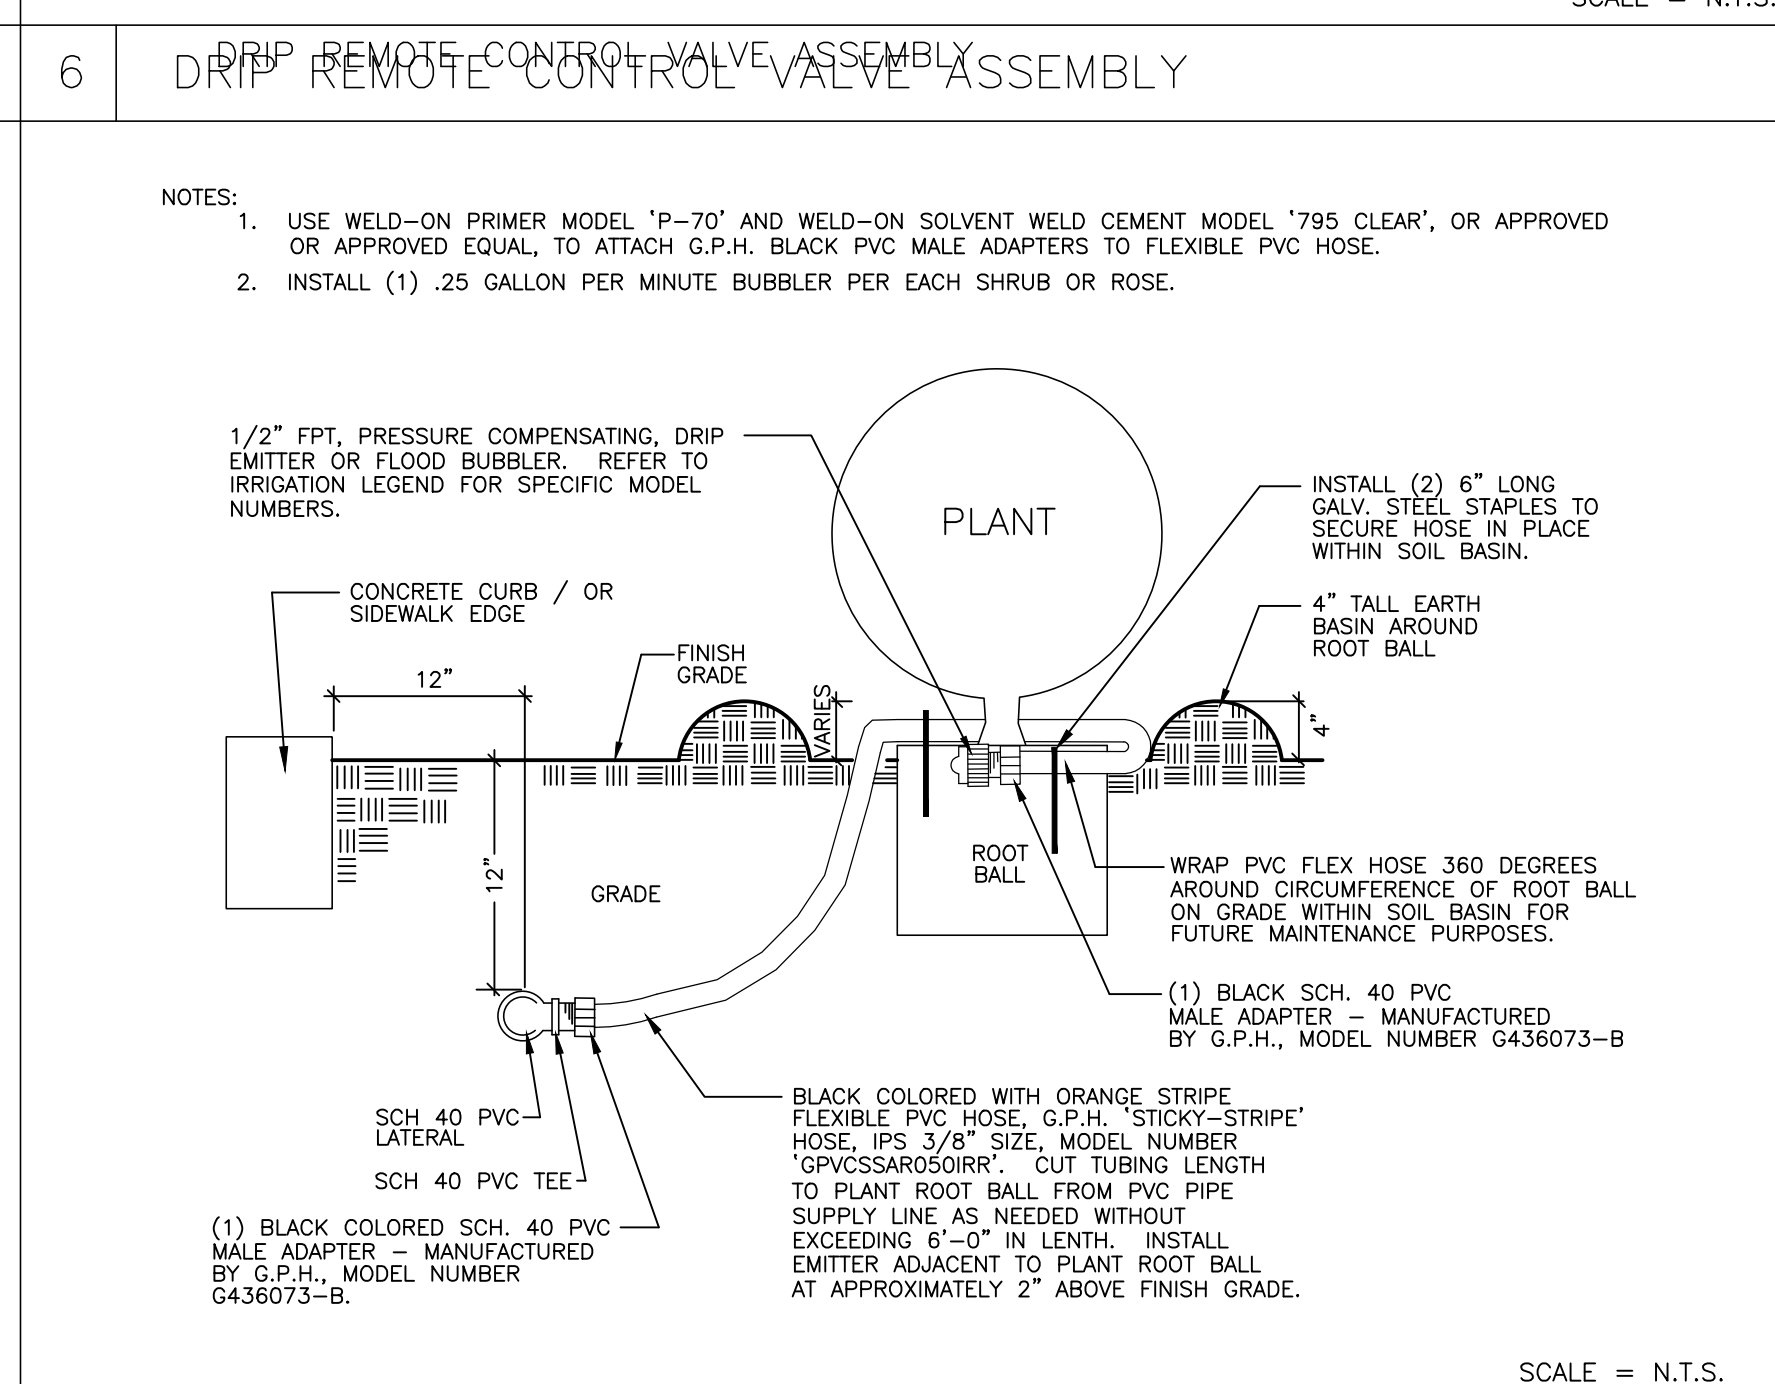 SCALE = N.T.S.
6
DRIP REMOTE CONTROL VALVE ASSEMBLY
DRIP REMOTE CONTROL VALVE ASSEMBLY
NOTES:
1. USE WELD-ON PRIMER MODEL 'P-70' AND WELD-ON SOLVENT WELD CEMENT MODEL '795 CLEAR', OR APPROVED
OR APPROVED EQUAL, TO ATTACH G.P.H. BLACK PVC MALE ADAPTERS TO FLEXIBLE PVC HOSE.
2. INSTALL (1) .25 GALLON PER MINUTE BUBBLER PER EACH SHRUB OR ROSE.
1/2" FPT, PRESSURE COMPENSATING, DRIP
EMITTER OR FLOOD BUBBLER. REFER TO
IRRIGATION LEGEND FOR SPECIFIC MODEL
NUMBERS.
PLANT
INSTALL (2) 6" LONG
GALV. STEEL STAPLES TO
SECURE HOSE IN PLACE
WITHIN SOIL BASIN.
CONCRETE CURB / OR
SIDEWALK EDGE
4" TALL EARTH
BASIN AROUND
ROOT BALL
FINISH
GRADE
12"
VARIES
4"
12"
GRADE
ROOT
BALL
WRAP PVC FLEX HOSE 360 DEGREES
AROUND CIRCUMFERENCE OF ROOT BALL
ON GRADE WITHIN SOIL BASIN FOR
FUTURE MAINTENANCE PURPOSES.
(1) BLACK SCH. 40 PVC
MALE ADAPTER - MANUFACTURED
BY G.P.H., MODEL NUMBER G436073-B
SCH 40 PVC
LATERAL
SCH 40 PVC TEE
(1) BLACK COLORED SCH. 40 PVC
MALE ADAPTER - MANUFACTURED
BY G.P.H., MODEL NUMBER
G436073-B.
BLACK COLORED WITH ORANGE STRIPE
FLEXIBLE PVC HOSE, G.P.H. 'STICKY-STRIPE'
HOSE, IPS 3/8" SIZE, MODEL NUMBER
'GPVCSSAR050IRR'. CUT TUBING LENGTH
TO PLANT ROOT BALL FROM PVC PIPE
SUPPLY LINE AS NEEDED WITHOUT
EXCEEDING 6'-0" IN LENTH. INSTALL
EMITTER ADJACENT TO PLANT ROOT BALL
AT APPROXIMATELY 2" ABOVE FINISH GRADE.
SCALE = N.T.S.